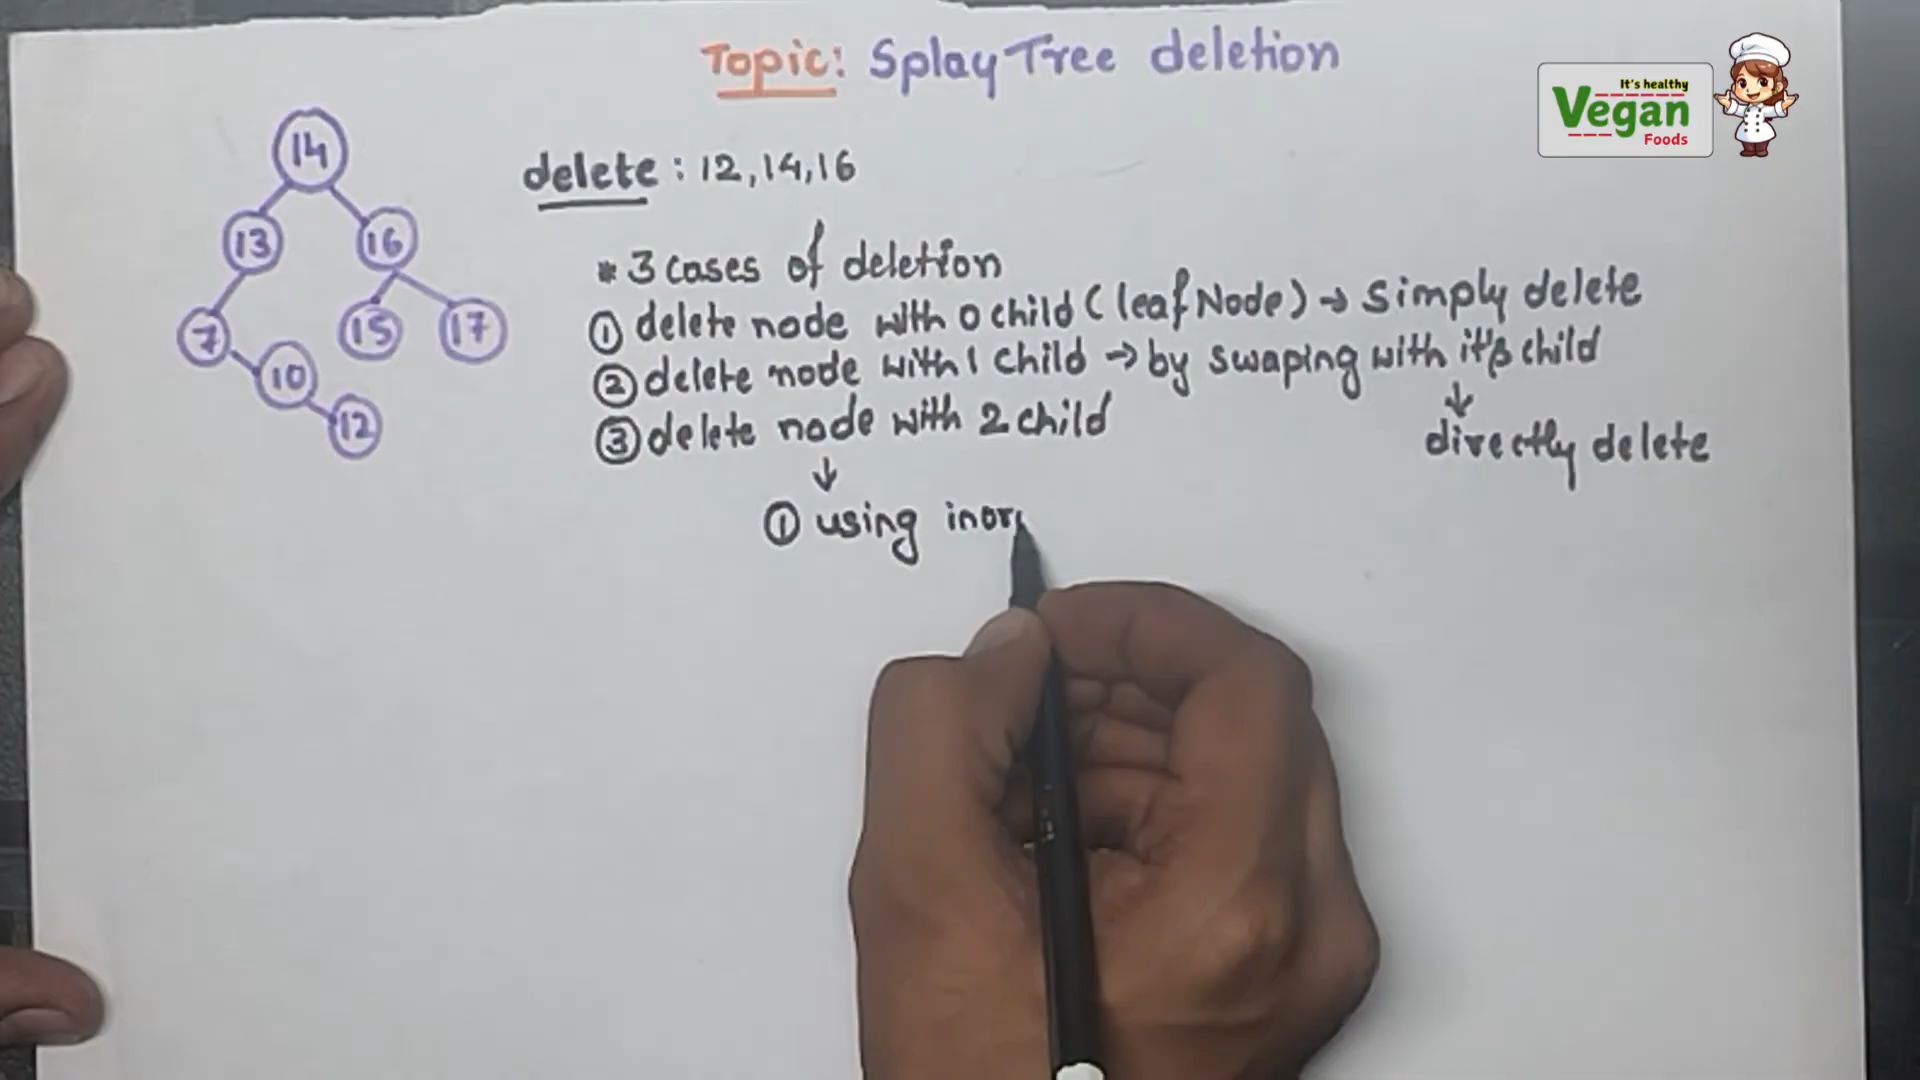 Topic: Splay Tree deletion
It's healthy
Vegan
Foods
14
13 16
7 15 17
10
12
delete : 12,14,16
* 3 cases of deletion
① delete node with 0 child (leaf Node) → simply delete
② delete node with 1 child → by swaping with it's child
↓
directly delete
③ delete node with 2 child
↓
① using inor